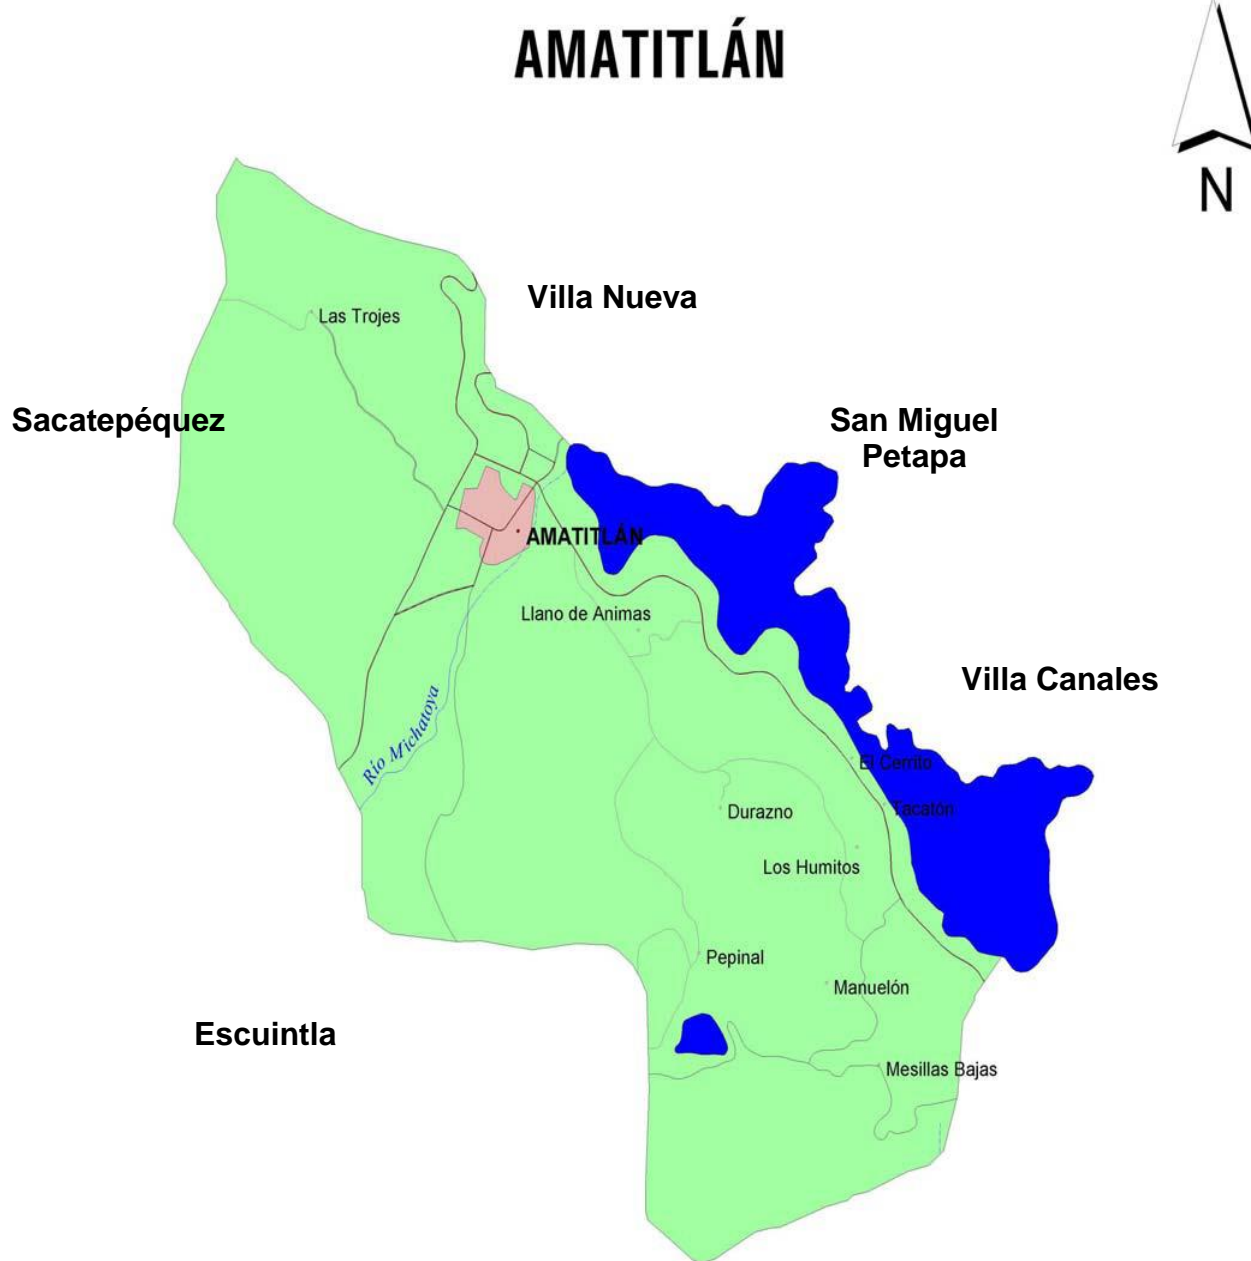 AMATITLÁN
N
Villa Nueva
Las Trojes
Sacatepéquez
San Miguel
Petapa
AMATITLÁN
Llano de Animas
Villa Canales
Río Michatoya
El Cerrito
Tacatón
Durazno
Los Humitos
Pepinal
Manuelón
Escuintla
Mesillas Bajas